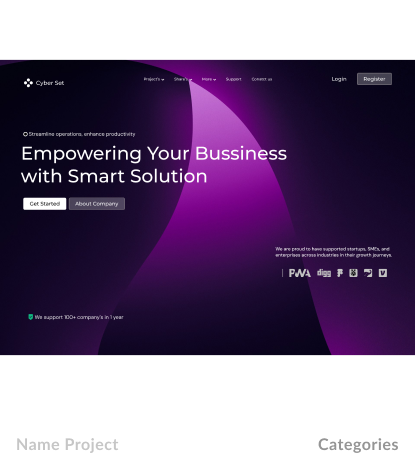 Cyber Set
Project's
Share's
More
Support
Conatct us
Login
Register
Streamline operations, enhance productivity
Empowering Your Bussiness
with Smart Solution
Get Started
About Company
We are proud to have supported startups, SMEs, and
enterprises across industries in their growth journeys.
PWA
digg
We support 100+ company's in 1 year
Name Project
Categories